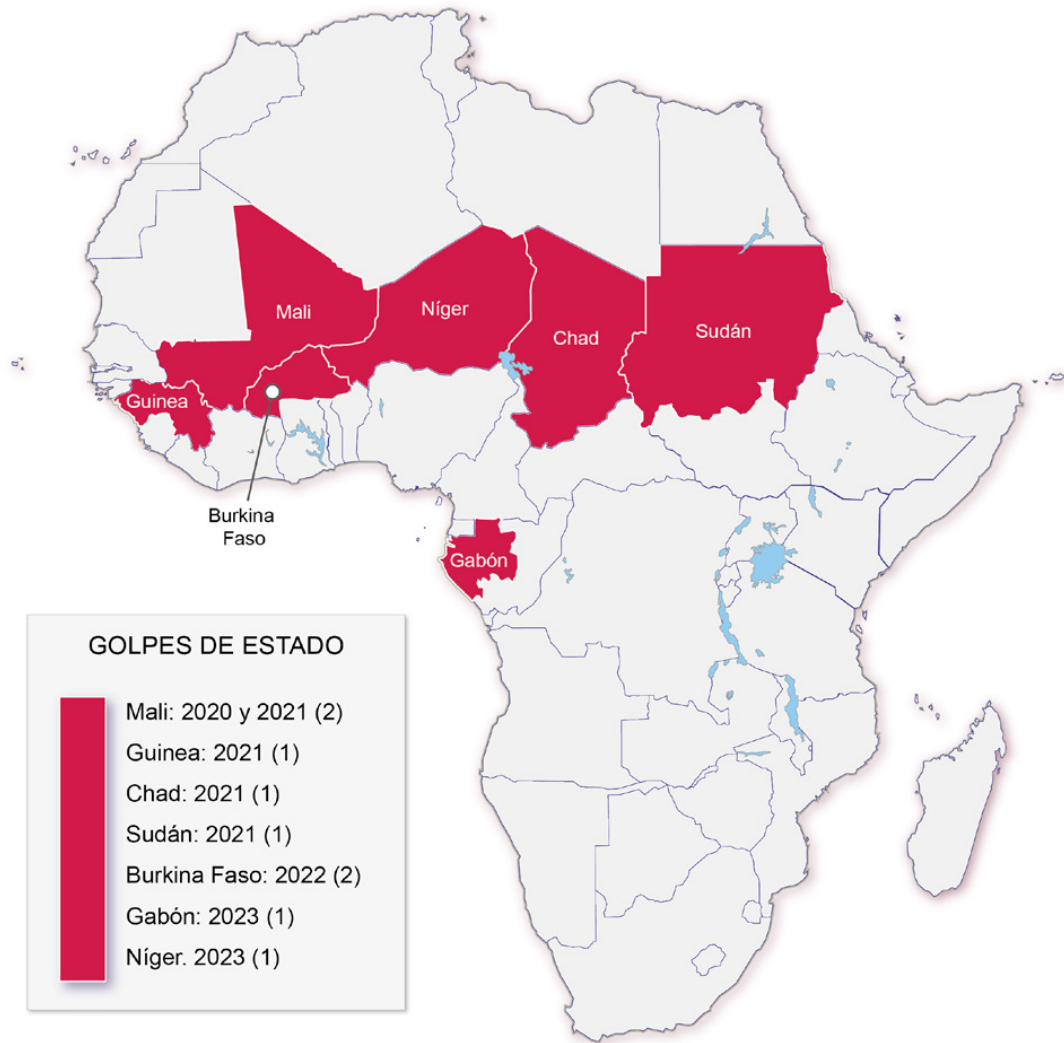 Mali
Níger
Chad
Sudán
Guinea
Burkina
Faso
Gabón
GOLPES DE ESTADO
Mali: 2020 y 2021 (2)
Guinea: 2021 (1)
Chad: 2021 (1)
Sudán: 2021 (1)
Burkina Faso: 2022 (2)
Gabón: 2023 (1)
Níger. 2023 (1)